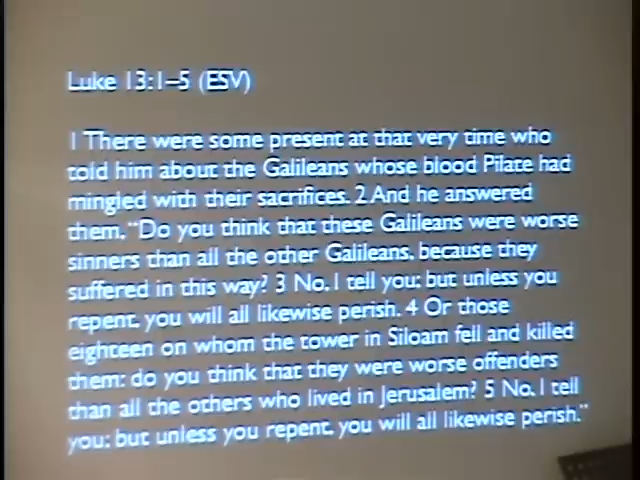 Luke 13:1–5 (ESV)
1 There were some present at that very time who
told him about the Galileans whose blood Pilate had
mingled with their sacrifices. 2 And he answered
them, “Do you think that these Galileans were worse
sinners than all the other Galileans, because they
suffered in this way? 3 No, I tell you; but unless you
repent, you will all likewise perish. 4 Or those
eighteen on whom the tower in Siloam fell and killed
them: do you think that they were worse offenders
than all the others who lived in Jerusalem? 5 No, I tell
you; but unless you repent, you will all likewise perish.”